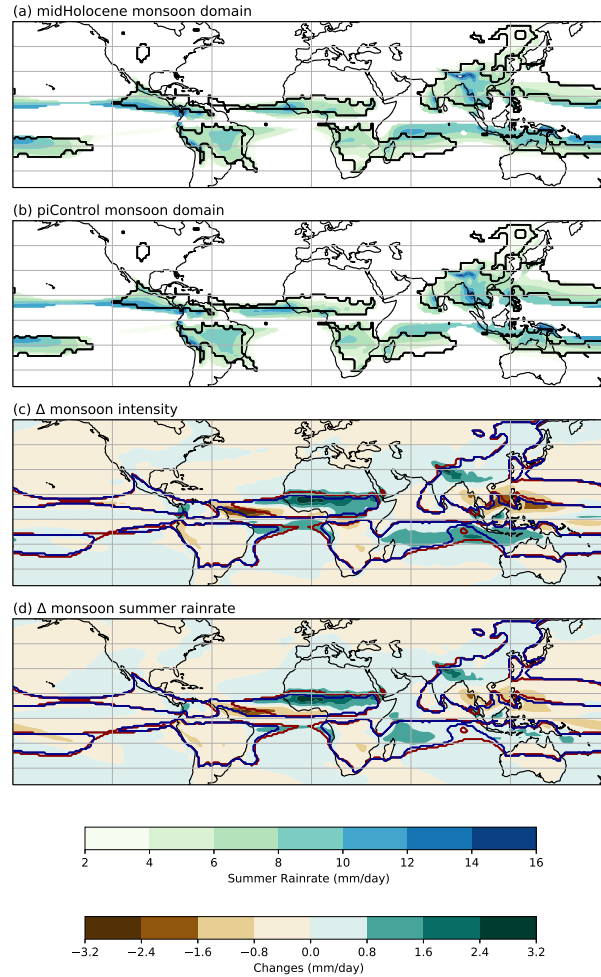 (a) midHolocene monsoon domain
(b) piControl monsoon domain
(c) Δ monsoon intensity
(d) Δ monsoon summer rainrate
2 4 6 8 10 12 14 16
Summer Rainrate (mm/day)
−3.2 −2.4 −1.6 −0.8 0.0 0.8 1.6 2.4 3.2
Changes (mm/day)